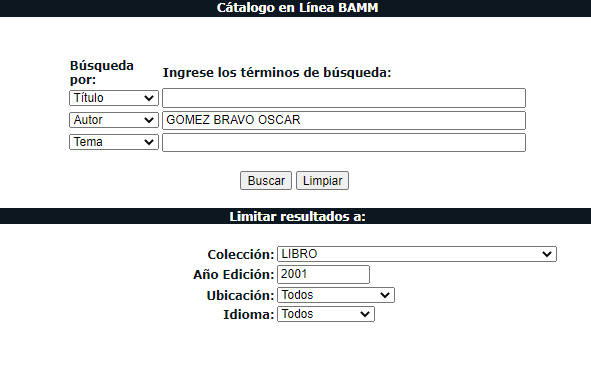 Cátalogo en Línea BAMM
Búsqueda por: Ingrese los términos de búsqueda:
Título
Autor GOMEZ BRAVO OSCAR
Tema
Buscar Limpiar
Limitar resultados a:
Colección: LIBRO
Año Edición: 2001
Ubicación: Todos
Idioma: Todos